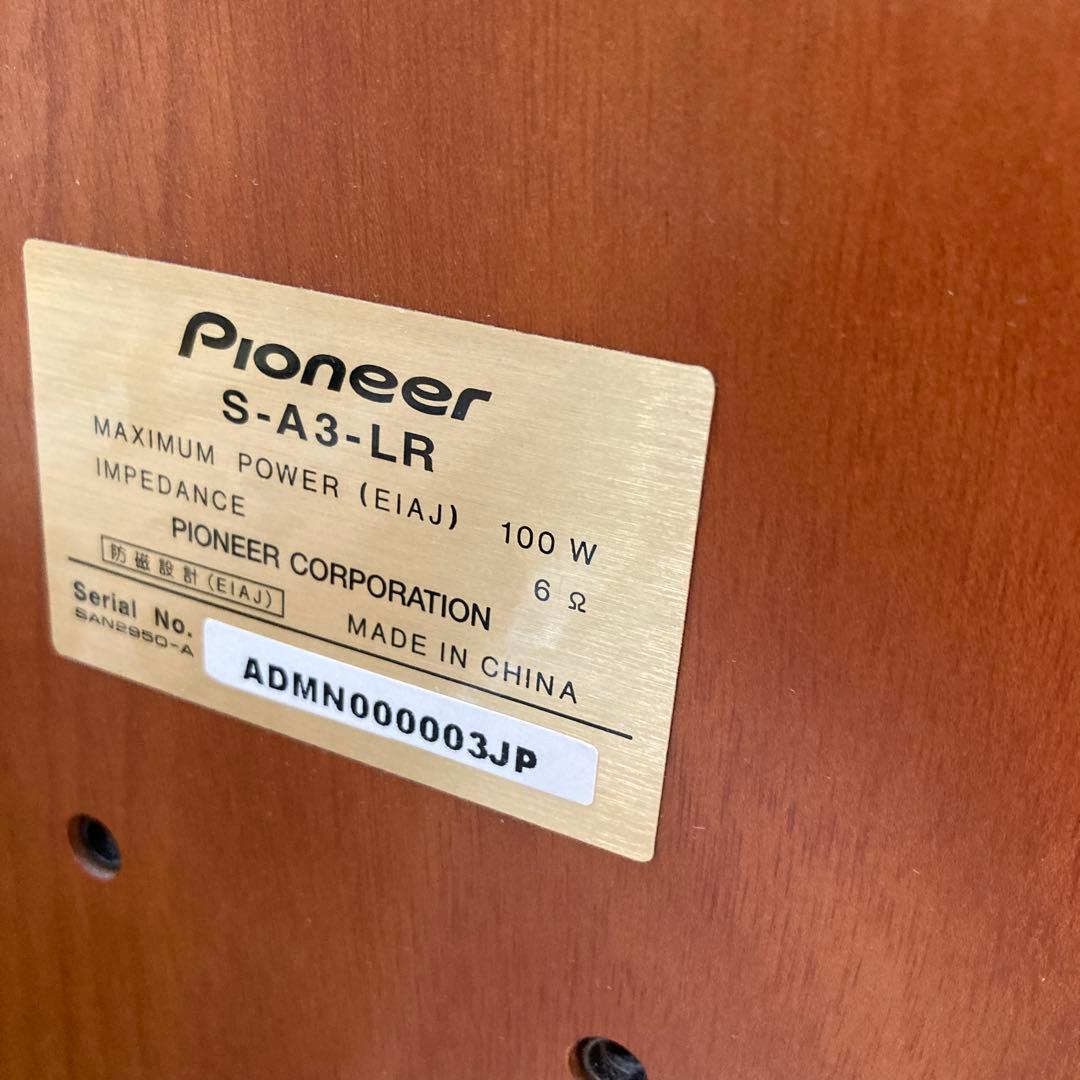 Pioneer
S-A3-LR
MAXIMUM POWER (EIAJ) 100 W
IMPEDANCE 6 Ω
PIONEER CORPORATION
防磁設計(EIAJ) MADE IN CHINA
Serial No. ADMN000003JP
SAN2950-A